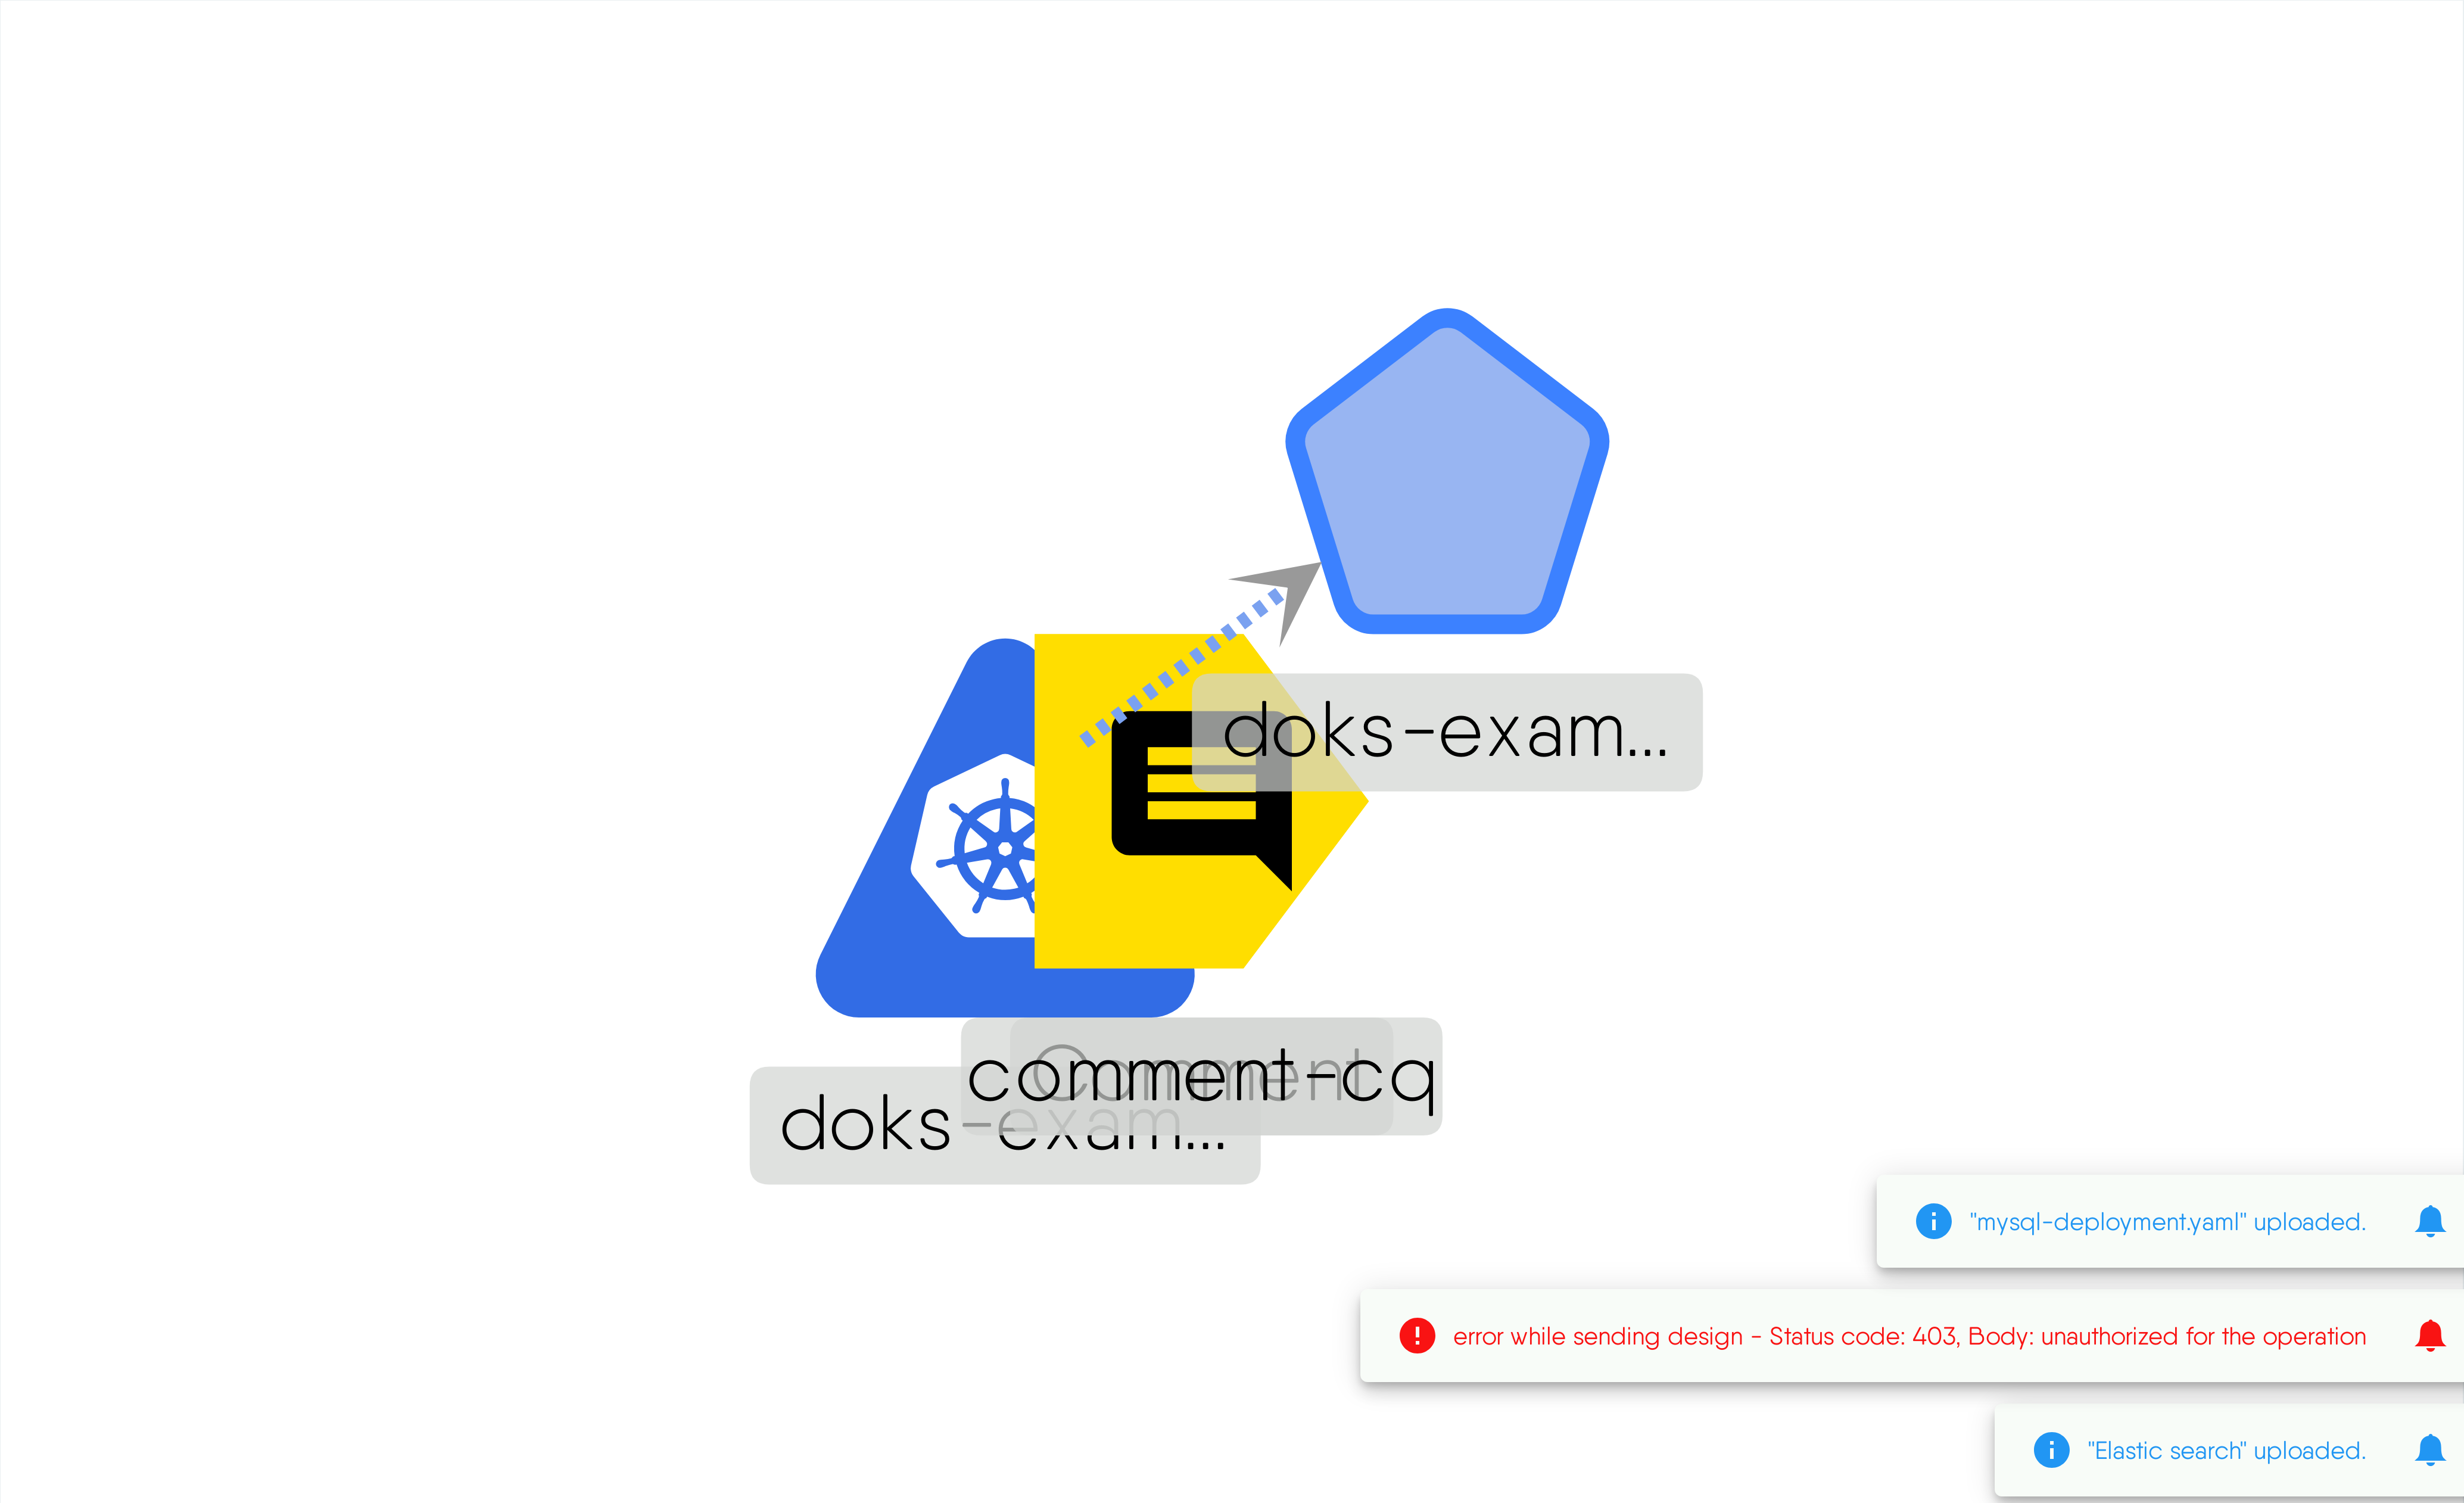 doks-exam...
Comment
comment-cq
doks-exam...
"mysql-deployment.yaml" uploaded.
error while sending design - Status code: 403, Body: unauthorized for the operation
"Elastic search" uploaded.